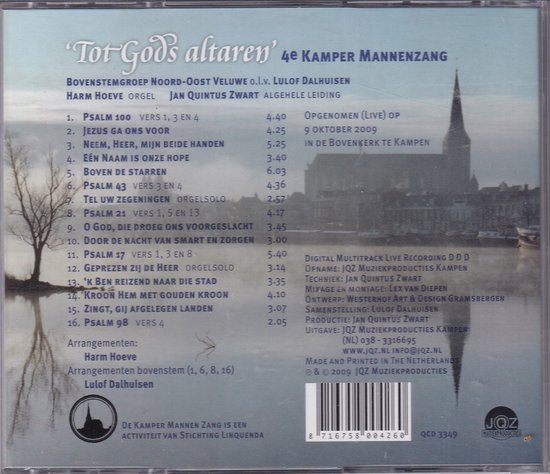 'Tot Gods altaren' 4e Kamper Mannenzang
Bovenstemgroep Noord-Oost Veluwe o.l.v. Lulof Dalhuisen
Harm Hoeve orgel Jan Quintus Zwart algehele leiding
1. Psalm 100 vers 1, 3 en 4 4.40
2. Jezus ga ons voor 4.25
3. Neem, Heer, mijn beide handen 5.25
4. Eén Naam is onze hope 3.40
5. Boven de starren 6.03
6. Psalm 43 vers 3 en 4 4.36
7. Tel uw zegeningen orgelsolo 2.57
8. Psalm 21 vers 1, 5 en 13 4.17
9. O God, die droeg ons voorgeslacht 3.45
10. Door de nacht van smart en zorgen 3.00
11. Psalm 17 vers 1, 3 en 8 5.40
12. Geprezen zij de Heer orgelsolo 3.14
13. 'k Ben reizend naar die stad 3.35
14. Kroon Hem met gouden kroon 4.10
15. Zingt, gij afgelegen landen 3.07
16. Psalm 98 vers 4 2.05
Opgenomen (live) op
9 oktober 2009
in de Bovenkerk te Kampen
Digital Multitrack Live Recording D D D
Opname: JQZ Muziekproducties Kampen
Techniek: Jan Quintus Zwart
Mixage en montage: Lex van Diepen
Ontwerp: Westerhof Art & Design Gramsbergen
Samenstelling: Lulof Dalhuisen
Productie: Jan Quintus Zwart
Uitgave: JQZ Muziekproducties Kampen
(NL) 038 - 3316695
www.jqz.nl info@jqz.nl
Made and Printed in The Netherlands
℗ & © 2009 JQZ Muziekproducties
Arrangementen:
Harm Hoeve
Arrangementen bovenstem (1, 6, 8, 16)
Lulof Dalhuisen
De Kamper Mannen Zang is een
activiteit van Stichting Linquenda
8 716758 004260
QCD 3349
JQZ